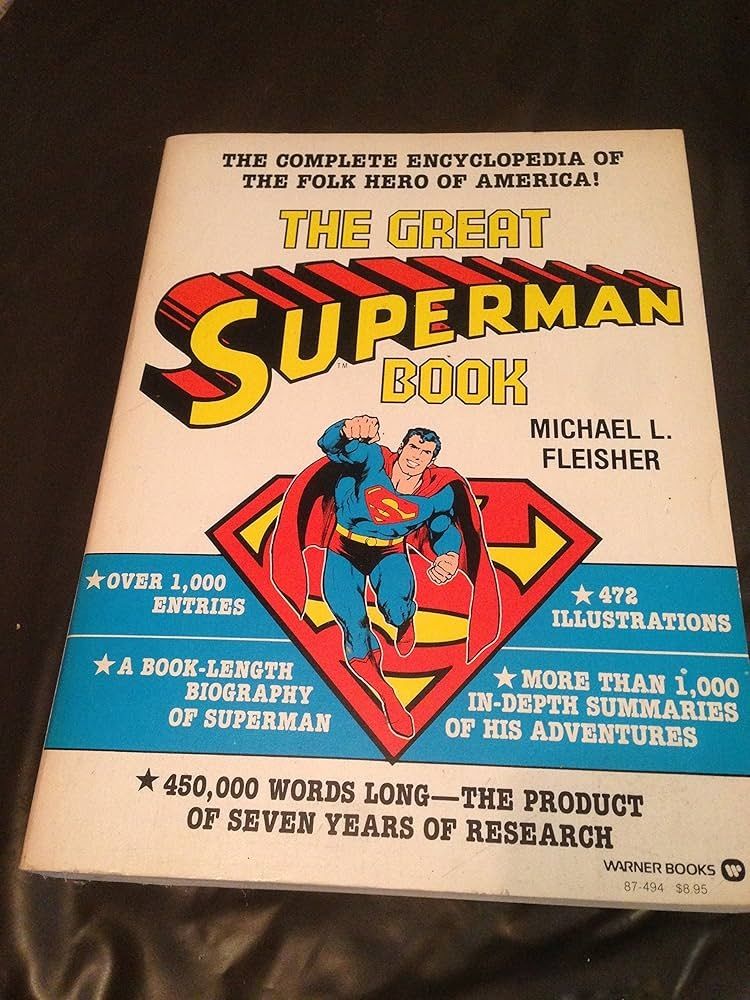 THE COMPLETE ENCYCLOPEDIA OF
THE FOLK HERO OF AMERICA!
THE GREAT
SUPERMAN
TM
BOOK
MICHAEL L.
FLEISHER
★OVER 1,000
ENTRIES
★472
ILLUSTRATIONS
★A BOOK-LENGTH
BIOGRAPHY
OF SUPERMAN
★MORE THAN 1,000
IN-DEPTH SUMMARIES
OF HIS ADVENTURES
★450,000 WORDS LONG—THE PRODUCT
OF SEVEN YEARS OF RESEARCH
WARNER BOOKS
87-494 $8.95